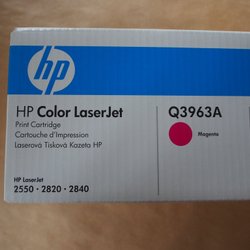 hp
HP Color LaserJet
Print Cartridge
Cartouche d'Impression
Laserová Tisková Kazeta HP
HP LaserJet
2550 · 2820 · 2840
Q3963A
Magenta